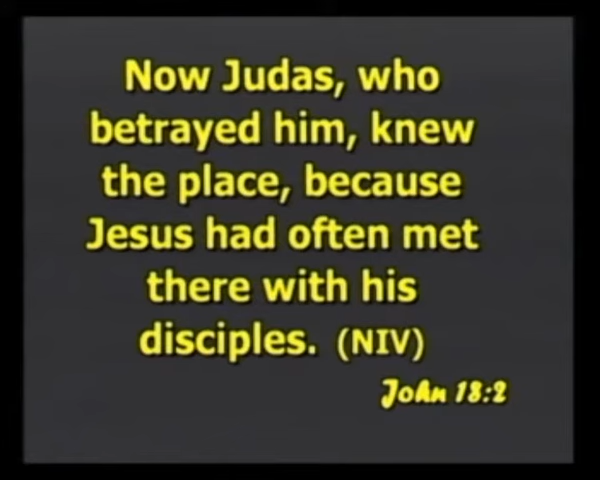 Now Judas, who
betrayed him, knew
the place, because
Jesus had often met
there with his
disciples. (NIV)
John 18:2